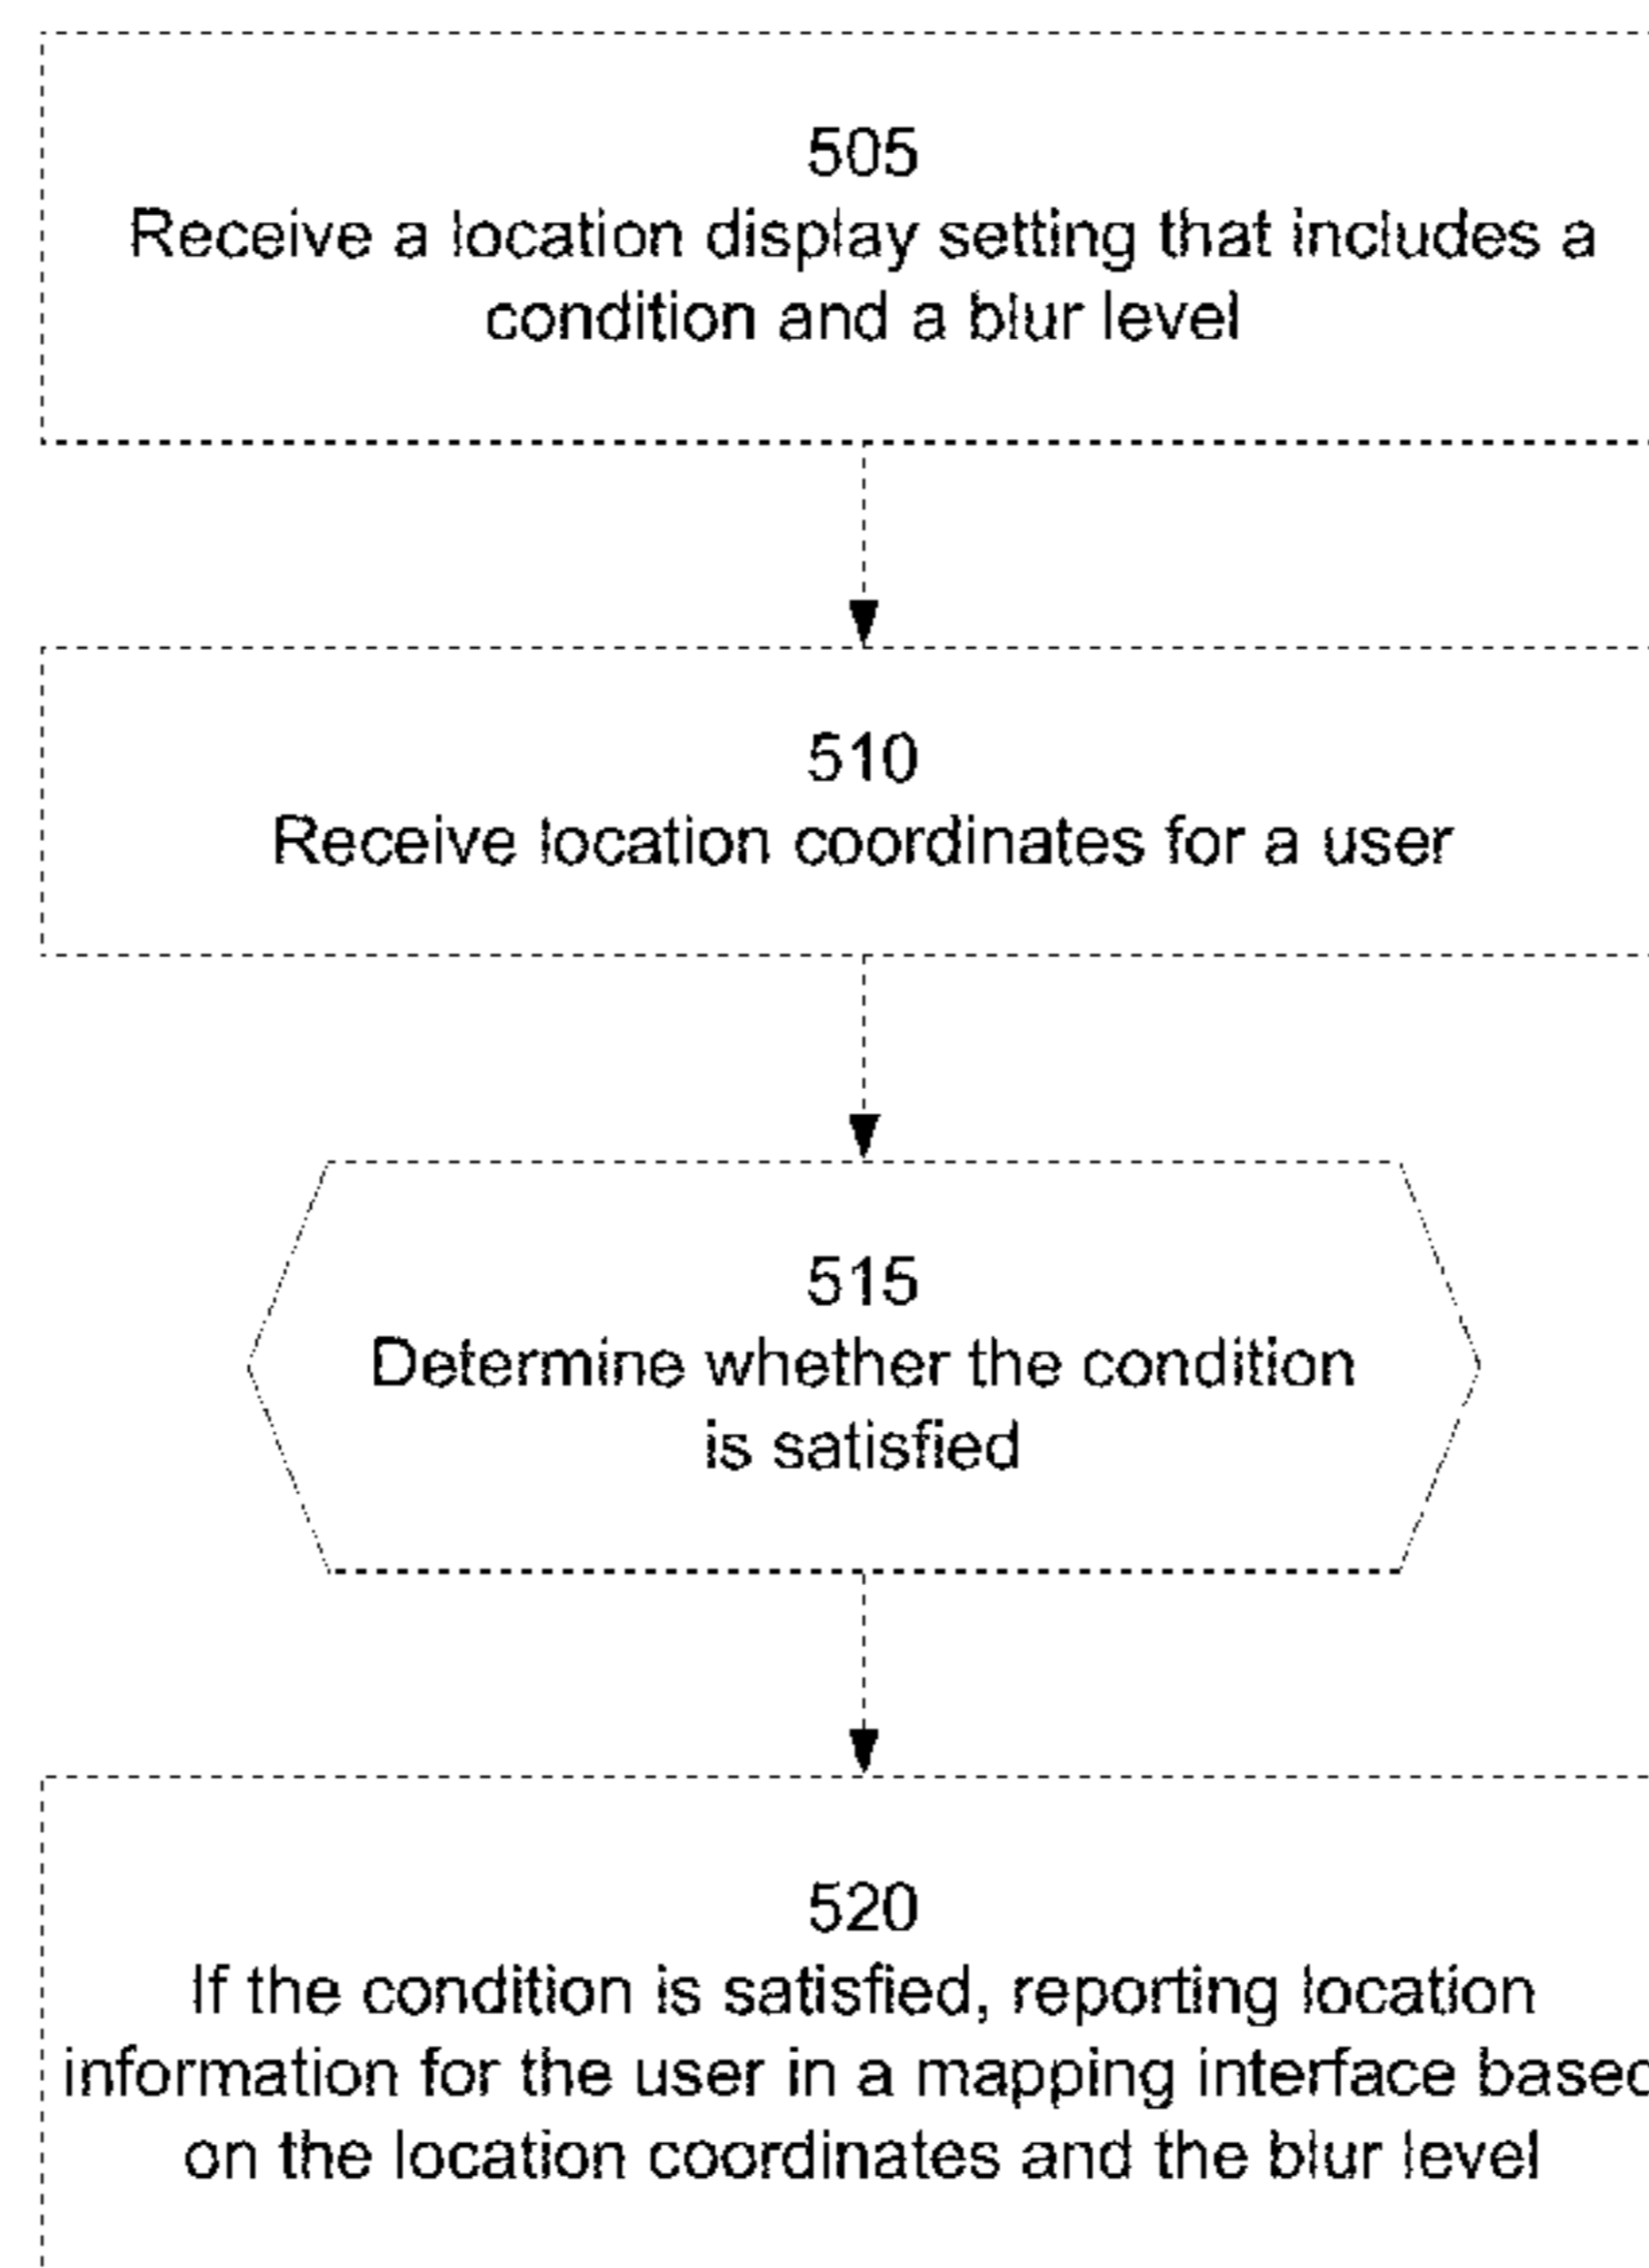 505
Receive a location display setting that includes a
condition and a blur level
510
Receive location coordinates for a user
515
Determine whether the condition
is satisfied
520
If the condition is satisfied, reporting location
information for the user in a mapping interface based
on the location coordinates and the blur level